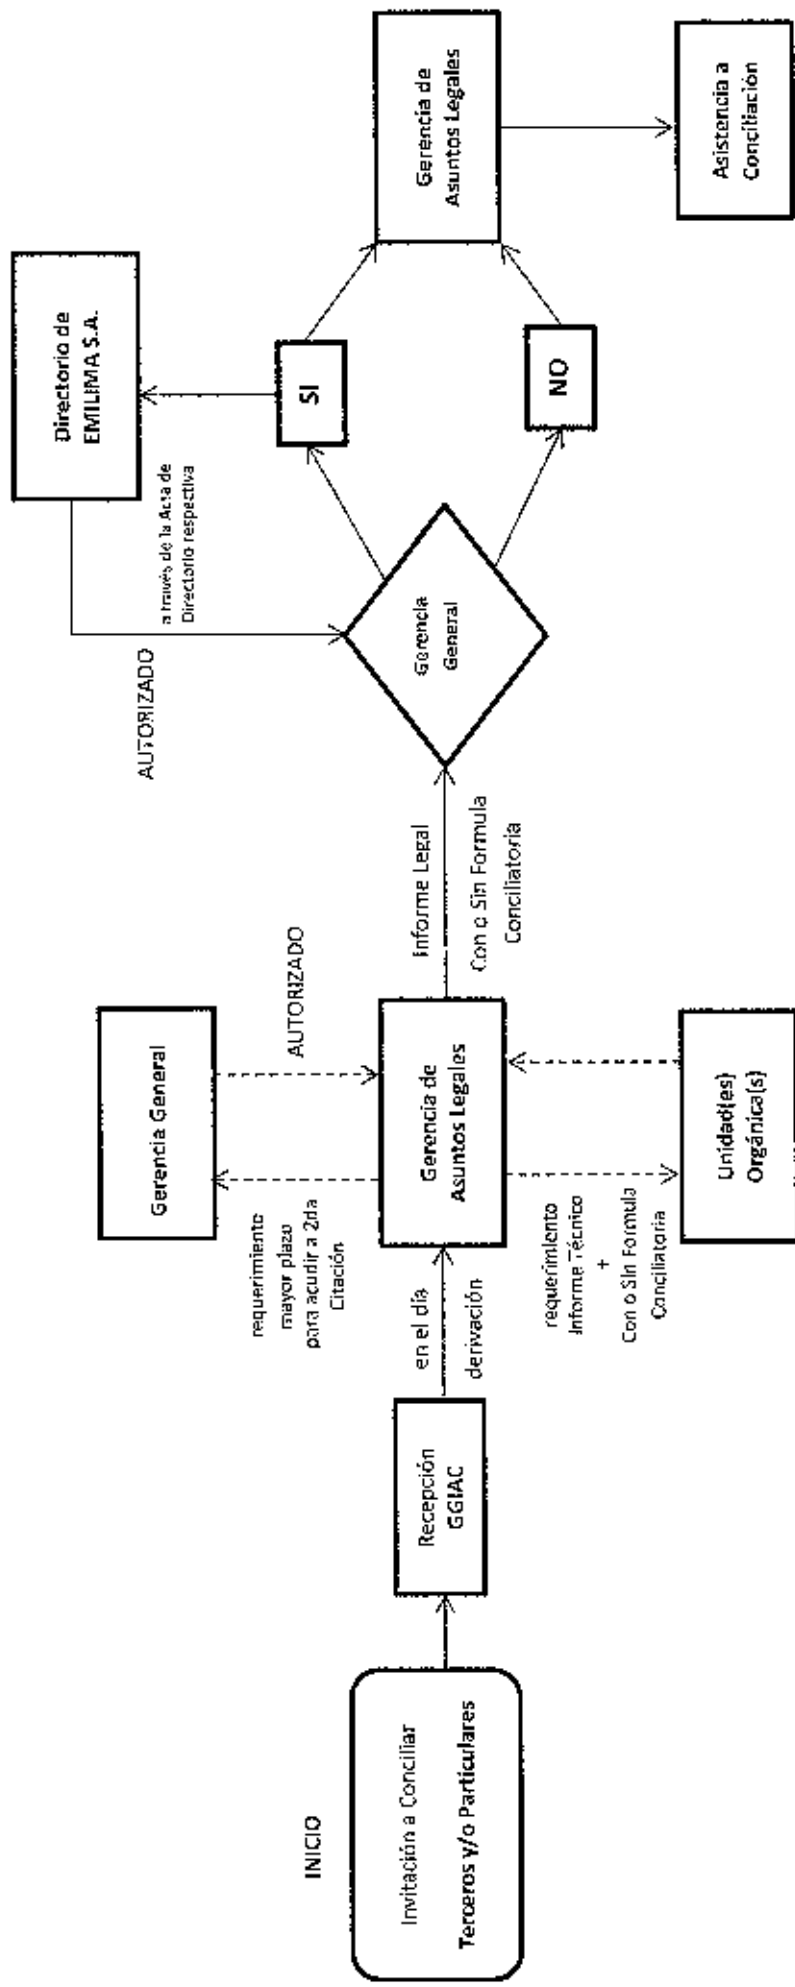 INICIO
Invitación a Conciliar
Terceros y/o Particulares
Recepción
GGIAC
en el día
derivación
Gerencia General
requerimiento
mayor plazo
para acudir a 2da
Citación
AUTORIZADO
Gerencia de
Asuntos Legales
requerimiento
Informe Técnico
+
Con o Sin Formula
Conciliatoria
Unidad(es)
Orgánica(s)
Informe Legal
Con o Sin Formula
Conciliatoria
AUTORIZADO
a través de la Acta de
Directorio respectiva
Gerencia
General
Directorio de
EMILIMA S.A.
SI
NO
Gerencia de
Asuntos Legales
Asistencia a
Conciliación